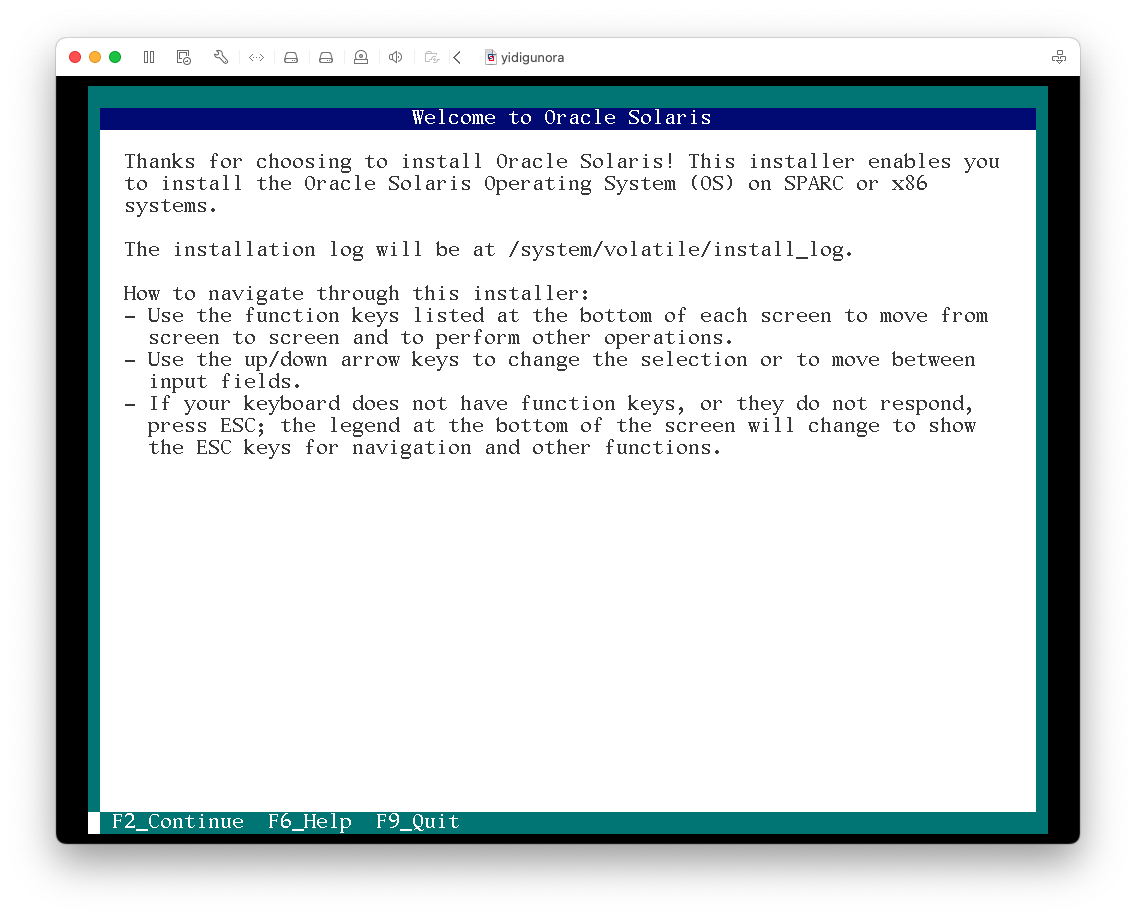 yidigunora
Welcome to Oracle Solaris
Thanks for choosing to install Oracle Solaris! This installer enables you
to install the Oracle Solaris Operating System (OS) on SPARC or x86
systems.
The installation log will be at /system/volatile/install_log.
How to navigate through this installer:
- Use the function keys listed at the bottom of each screen to move from
screen to screen and to perform other operations.
- Use the up/down arrow keys to change the selection or to move between
input fields.
- If your keyboard does not have function keys, or they do not respond,
press ESC; the legend at the bottom of the screen will change to show
the ESC keys for navigation and other functions.
F2_Continue F6_Help F9_Quit